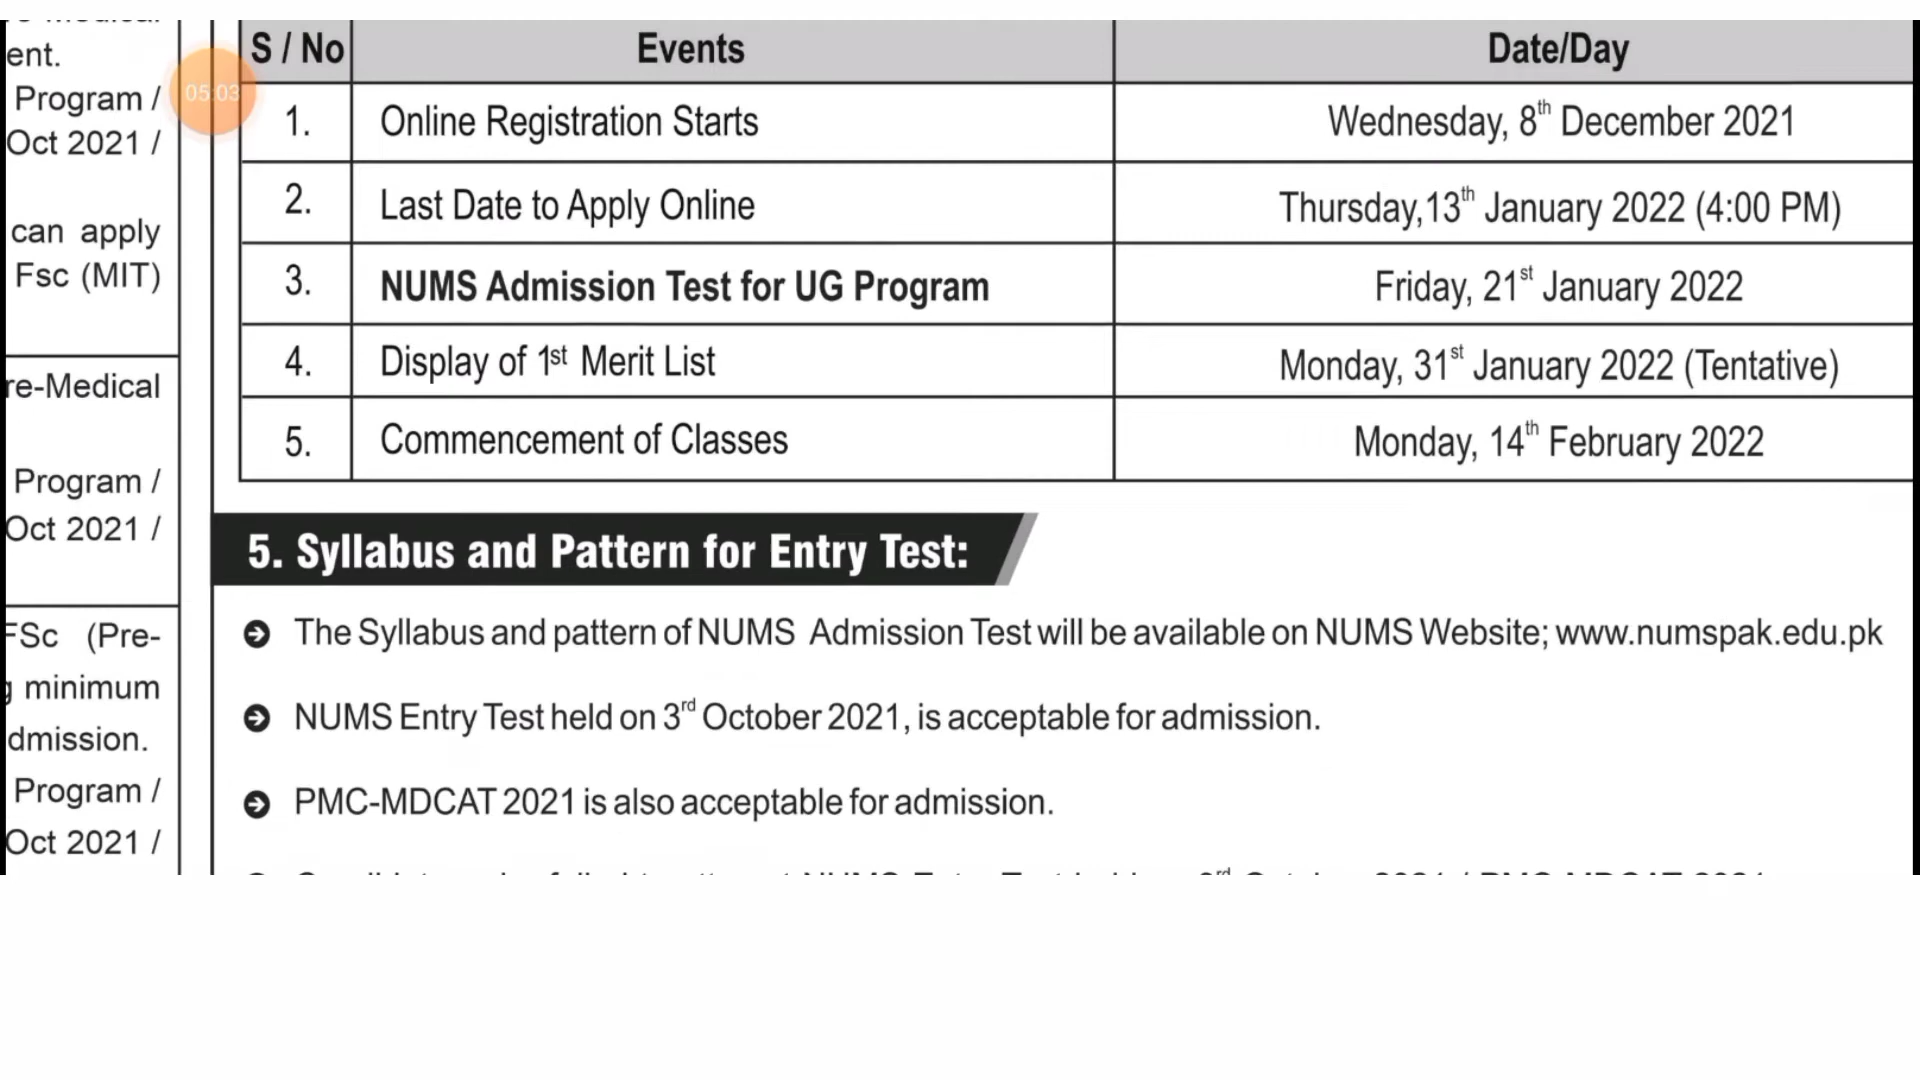 ent.
Program /
Oct 2021 /
can apply
Fsc (MIT)
re-Medical
Program /
Oct 2021 /
FSc (Pre-
minimum
dmission.
Program /
Oct 2021 /
05:03
S / No Events Date/Day
1. Online Registration Starts Wednesday, 8th December 2021
2. Last Date to Apply Online Thursday,13th January 2022 (4:00 PM)
3. NUMS Admission Test for UG Program Friday, 21st January 2022
4. Display of 1st Merit List Monday, 31st January 2022 (Tentative)
5. Commencement of Classes Monday, 14th February 2022
5. Syllabus and Pattern for Entry Test:
The Syllabus and pattern of NUMS Admission Test will be available on NUMS Website; www.numspak.edu.pk
NUMS Entry Test held on 3rd October 2021, is acceptable for admission.
PMC-MDCAT 2021 is also acceptable for admission.